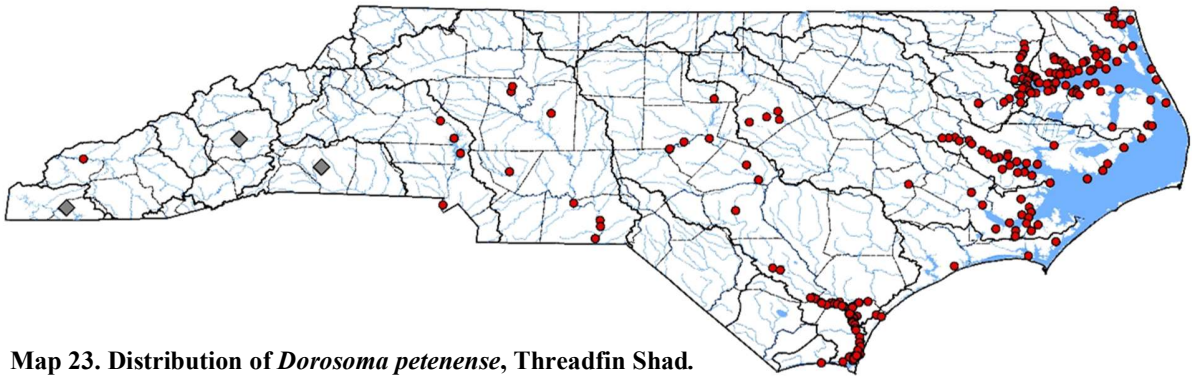 Map 23. Distribution of Dorosoma petenense, Threadfin Shad.